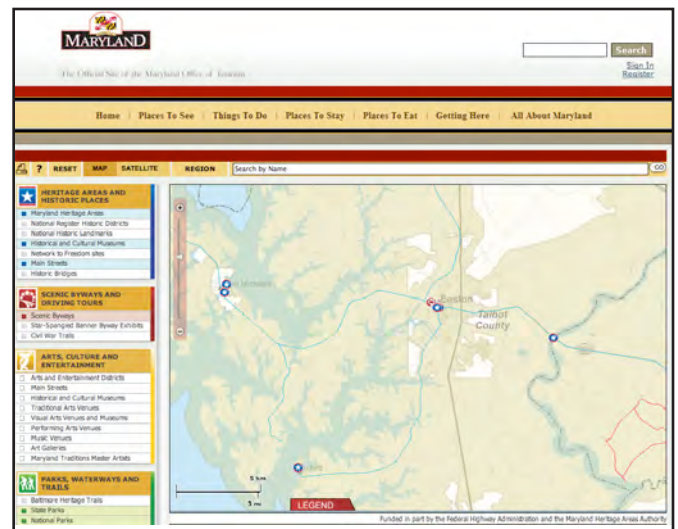 MARYLAND
Search
Sign In
Register
The Official Site of the Maryland Office of Tourism
Home | Places To See | Things To Do | Places To Stay | Places To Eat | Getting Here | All About Maryland
? RESET MAP SATELLITE REGION Search by Name GO
HERITAGE AREAS AND
HISTORIC PLACES
Maryland Heritage Areas
National Register Historic Districts
National Historic Landmarks
Historical and Cultural Museums
Network to Freedom sites
Main Streets
Historic Bridges
SCENIC BYWAYS AND
DRIVING TOURS
Scenic Byways
Star-Spangled Banner Byway Exhibits
Civil War Trails
ARTS, CULTURE AND
ENTERTAINMENT
Arts and Entertainment Districts
Main Streets
Historical and Cultural Museums
Traditional Arts Venues
Visual Arts Venues and Museums
Performing Arts Venues
Music Venues
Art Galleries
Maryland Traditions Master Artists
PARKS, WATERWAYS AND
TRAILS
Baltimore Heritage Trails
State Parks
National Parks
Easton
Talbot
County
5 km
5 mi
LEGEND
Funded in part by the Federal Highway Administration and the Maryland Heritage Areas Authority